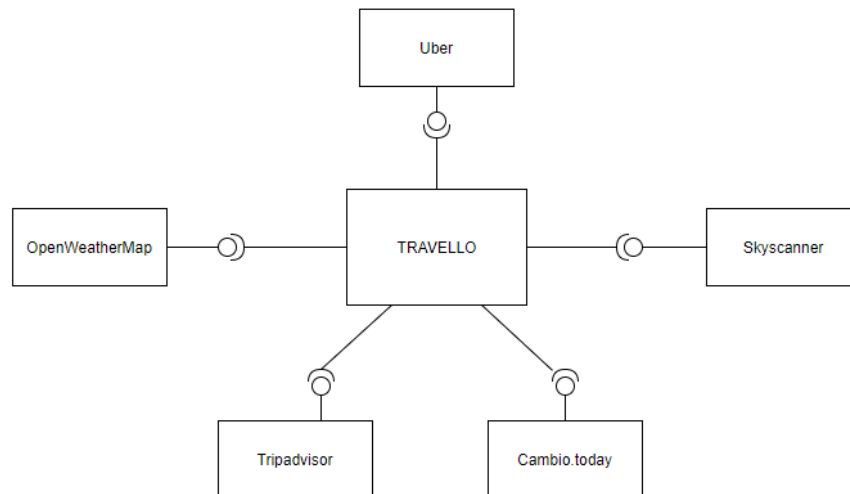 Uber
OpenWeatherMap
TRAVELLO
Skyscanner
Tripadvisor
Cambio.today